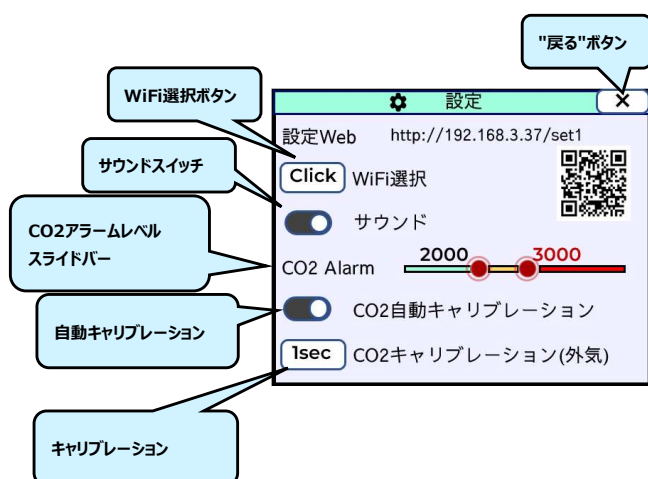 "戻る"ボタン
WiFi選択ボタン
設定
×
設定Web http://192.168.3.37/set1
サウンドスイッチ
Click WiFi選択
サウンド
CO2アラームレベル
スライドバー
2000 3000
CO2 Alarm
自動キャリブレーション
CO2自動キャリブレーション
1sec CO2キャリブレーション(外気)
キャリブレーション